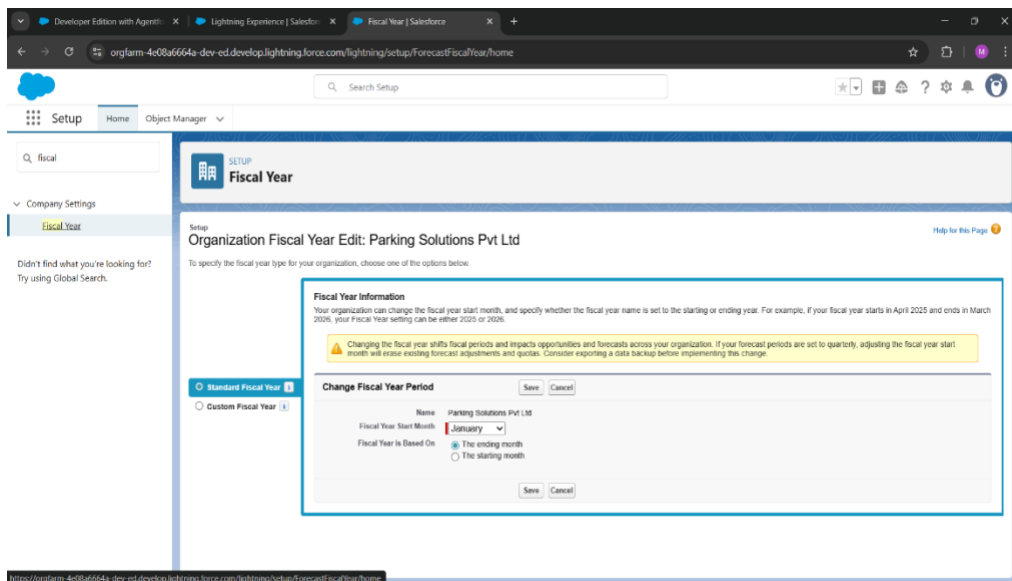 Developer Edition with Agentfo
Lightning Experience | Salesfor
Fiscal Year | Salesforce
orgfarm-4e08a6664a-dev-ed.develop.lightning.force.com/lightning/setup/ForecastFiscalYear/home
M
Search Setup
Setup
Home
Object Manager
fiscal
SETUP
Fiscal Year
Company Settings
Fiscal Year
Didn't find what you're looking for?
Try using Global Search.
Setup
Organization Fiscal Year Edit: Parking Solutions Pvt Ltd
Help for this Page
To specify the fiscal year type for your organization, choose one of the options below.
Fiscal Year Information
Your organization can change the fiscal year start month, and specify whether the fiscal year name is set to the starting or ending year. For example, if your fiscal year starts in April 2025 and ends in March
2026, your Fiscal Year setting can be either 2025 or 2026.
Changing the fiscal year shifts fiscal periods and impacts opportunities and forecasts across your organization. If your forecast periods are set to quarterly, adjusting the fiscal year start
month will erase existing forecast adjustments and quotas. Consider exporting a data backup before implementing this change.
Standard Fiscal Year i
Custom Fiscal Year i
Change Fiscal Year Period
Save Cancel
Name Parking Solutions Pvt Ltd
Fiscal Year Start Month January
Fiscal Year is Based On The ending month
The starting month
Save Cancel
https://orgfarm-4e08a6664a-dev-ed.develop.lightning.force.com/lightning/setup/ForecastFiscalYear/home